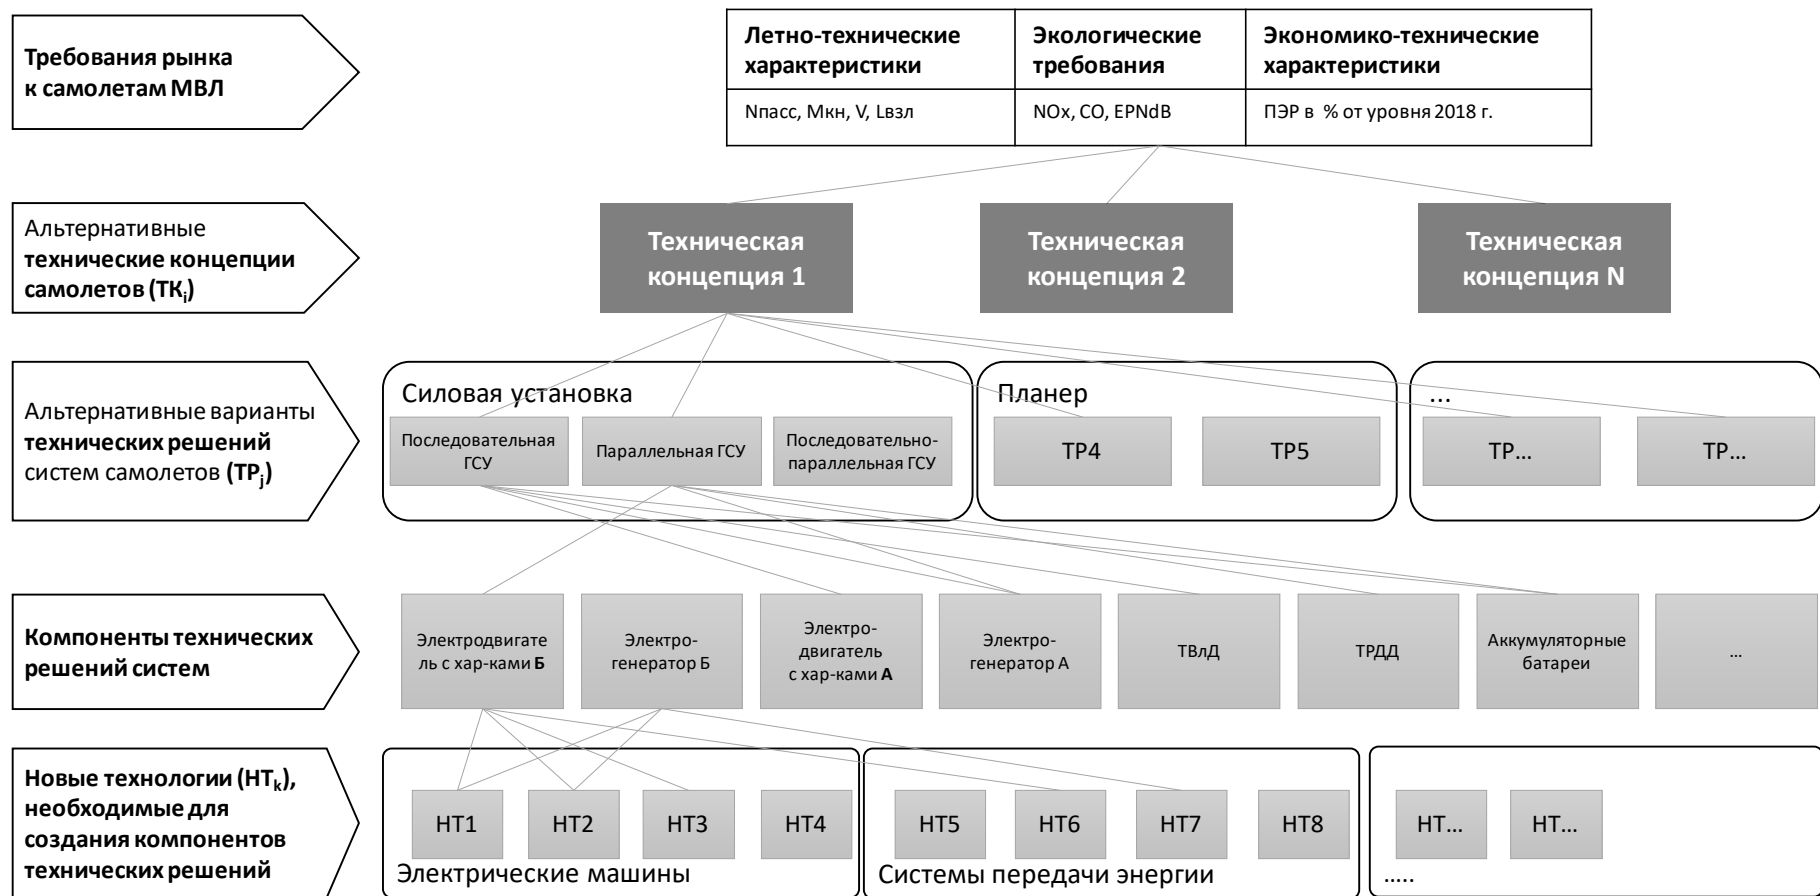 Требования рынка
к самолетам МВЛ
Летно-технические
характеристики
Экологические
требования
Экономико-технические
характеристики
Nпасс, Мкн, V, Lвзл
NOx, CO, EPNdB
ПЭР в % от уровня 2018 г.
Альтернативные
технические концепции
самолетов (ТКi)
Техническая
концепция 1
Техническая
концепция 2
Техническая
концепция N
Альтернативные варианты
технических решений
систем самолетов (ТРj)
Силовая установка
Последовательная
ГСУ
Параллельная ГСУ
Последовательно-
параллельная ГСУ
Планер
ТР4
ТР5
...
ТР...
ТР...
Компоненты технических
решений систем
Электродвигате
ль с хар-ками Б
Электро-
генератор Б
Электро-
двигатель
с хар-ками А
Электро-
генератор А
ТВлД
ТРДД
Аккумуляторные
батареи
...
Новые технологии (НТk),
необходимые для
создания компонентов
технических решений
НТ1
НТ2
НТ3
НТ4
Электрические машины
НТ5
НТ6
НТ7
НТ8
Системы передачи энергии
НТ...
НТ...
.....